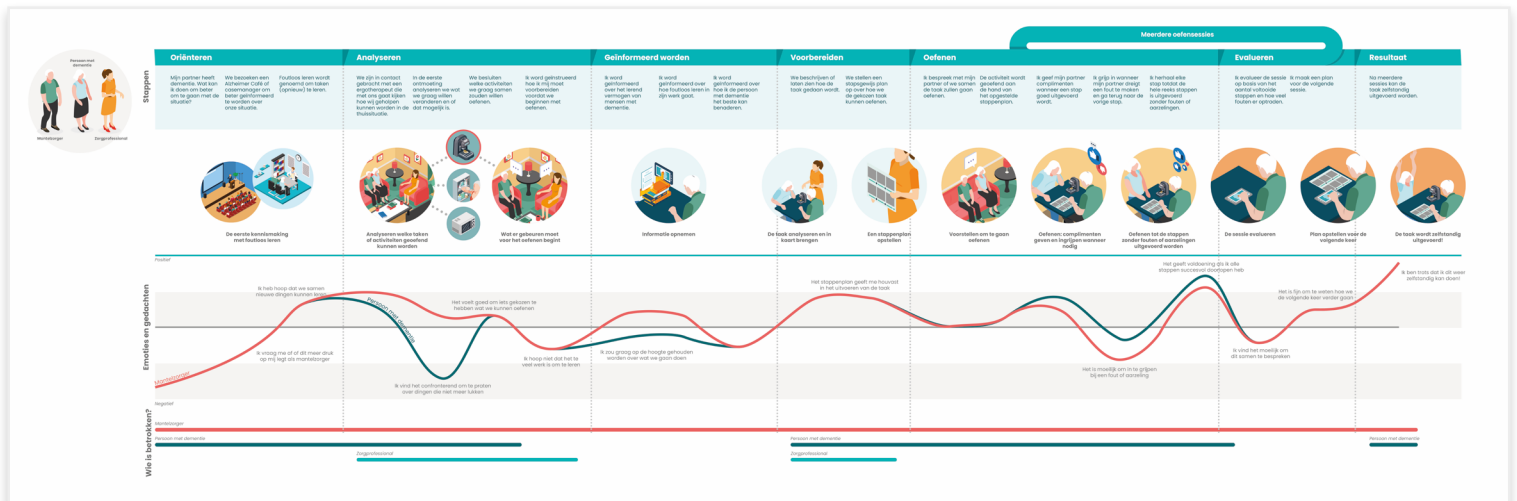 Meerdere oefensessies
Oriënteren
Analyseren
Geïnformeerd worden
Voorbereiden
Oefenen
Evalueren
Resultaat
Persoon met
dementie
Mantelzorger
Zorgprofessional
Stappen
Mijn partner heeft
dementie. Wat kan
ik doen om beter
om te gaan met de
situatie?
We bezoeken een
Alzheimer Café of
casemanager om
beter geïnformeerd
te worden over
onze situatie.
Foutloos leren wordt
genoemd om taken
(opnieuw) te leren.
We zijn in contact
gebracht met een
ergotherapeut die
met ons gaat kijken
hoe wij geholpen
kunnen worden in de
thuissituatie.
In de eerste
ontmoeting
analyseren we wat
we graag willen
veranderen en of
dat mogelijk is.
We besluiten
welke activiteiten
we graag samen
zouden willen
oefenen.
Ik word geïnstrueerd
hoe ik mij moet
voorbereiden
voordat we
beginnen met
oefenen.
Ik word
geïnformeerd
over het lerend
vermogen van
mensen met
dementie.
Ik word
geïnformeerd over
hoe foutloos leren in
zijn werk gaat.
Ik word
geïnformeerd over
hoe ik de persoon
met dementie
het beste kan
benaderen.
We beschrijven of
laten zien hoe de
taak gedaan wordt.
We stellen een
stapsgewijs plan
op over hoe we
de gekozen taak
kunnen oefenen.
Ik bespreek met mijn
partner of we samen
de taak zullen gaan
oefenen.
De activiteit wordt
geoefend aan
de hand van
het opgestelde
stappenplan.
Ik geef mijn partner
complimenten
wanneer een stap
goed uitgevoerd
wordt.
Ik grijp in wanneer
mijn partner dreigt
een fout te maken
en ga terug naar de
vorige stap.
Ik herhaal elke
stap totdat de
hele reeks stappen
is uitgevoerd
zonder fouten of
aarzelingen.
Ik evalueer de sessie
op basis van het
aantal voltooide
stappen en hoe veel
fouten er optraden.
Ik maak een plan
voor de volgende
sessie.
Na meerdere
sessies kan de
taak zelfstandig
uitgevoerd worden.
De eerste kennismaking
met foutloos leren
Analyseren welke taken
of activiteiten geoefend
kunnen worden
Wat er gebeuren moet
voor het oefenen begint
Informatie opnemen
De taak analyseren en in
kaart brengen
Een stappenplan
opstellen
Voorstellen om te gaan
oefenen
Oefenen: complimenten
geven en ingrijpen wanneer
nodig
Oefenen tot de stappen
zonder fouten of aarzelingen
uitgevoerd worden
De sessie evalueren
Plan opstellen voor de
volgende keer
De taak wordt zelfstandig
uitgevoerd!
Emoties en gedachten
Positief
Ik heb hoop dat we samen
nieuwe dingen kunnen leren
Persoon met dementie
Het voelt goed om iets gekozen te
hebben wat we kunnen oefenen
Het stappenplan geeft me houvast
in het uitvoeren van de taak
Het geeft voldoening als ik alle
stappen succesvol doorlopen heb
Het is fijn om te weten hoe we
de volgende keer verder gaan
Ik ben trots dat ik dit weer
zelfstandig kan doen!
Mantelzorger
Ik vraag me of of dit meer druk
op mij legt als mantelzorger
Ik vind het confronterend om te praten
over dingen die niet meer lukken
Ik hoop niet dat het te
veel werk is om te leren
Ik zou graag op de hoogte gehouden
worden over wat we gaan doen
Het is moeilijk om in te grijpen
bij een fout of aarzeling
Ik vind het moeilijk om
dit samen te bespreken
Negatief
Wie is betrokken?
Mantelzorger
Persoon met dementie
Persoon met dementie
Persoon met dementie
Zorgprofessional
Zorgprofessional